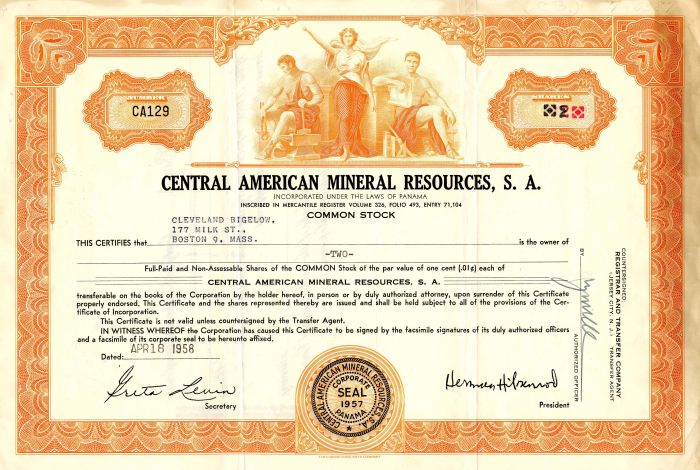 CA129
2
CENTRAL AMERICAN MINERAL RESOURCES, S. A.
INCORPORATED UNDER THE LAWS OF PANAMA
INSCRIBED IN MERCANTILE REGISTER VOLUME 326, FOLIO 493, ENTRY 71,104
COMMON STOCK
CLEVELAND BIGELOW,
177 MILK ST.,
BOSTON 9, MASS.
THIS CERTIFIES that is the owner of
-TWO-
Full-Paid and Non-Assessable Shares of the COMMON Stock of the par value of one cent (.01¢) each of
CENTRAL AMERICAN MINERAL RESOURCES, S. A.
transferable on the books of the Corporation by the holder hereof, in person or by duly authorized attorney, upon surrender of this Certificate
properly endorsed. This Certificate and the shares represented thereby are issued and shall be held subject to all of the provisions of the Certificate
of Incorporation.
This Certificate is not valid unless countersigned by the Transfer Agent.
IN WITNESS WHEREOF the Corporation has caused this Certificate to be signed by the facsimile signatures of its duly authorized officers
and a facsimile of its corporate seal to be hereunto affixed.
Dated: APR 18 1958
Greta Levin
Secretary
CENTRAL AMERICAN MINERAL RESOURCES, S.A.
CORPORATE
SEAL
1957
PANAMA
President
COUNTERSIGNED
REGISTRAR AND TRANSFER COMPANY
(JERSEY CITY, N. J.)
TRANSFER AGENT
BY
AUTHORIZED OFFICER